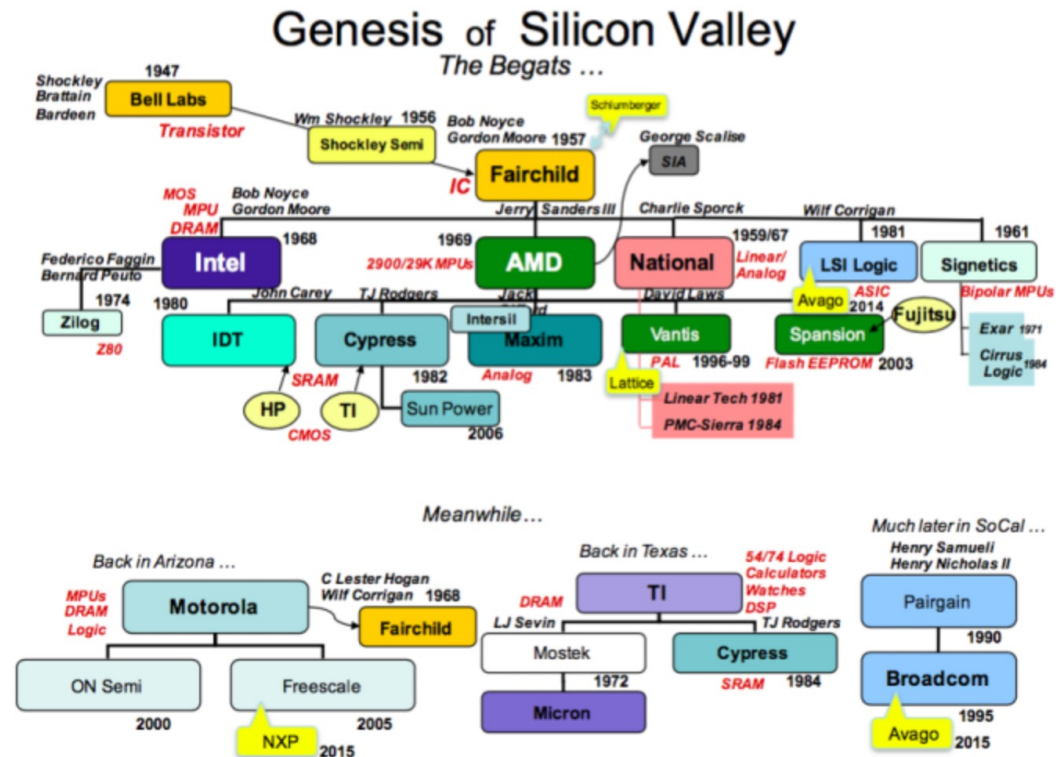 Genesis of Silicon Valley
The Begats ...
1947
Shockley
Brattain
Bardeen
Bell Labs
Transistor
Wm Shockley 1956
Shockley Semi
Bob Noyce
Gordon Moore 1957
Schlumberger
Fairchild
IC
George Scalise
SIA
MOS
MPU
DRAM
Bob Noyce
Gordon Moore
Jerry Sanders III
Charlie Sporck
Wilf Corrigan
1968
Intel
1969
2900/29K MPUs
AMD
1959/67
National
Linear/
Analog
1981
LSI Logic
ASIC
Avago
2014
1961
Signetics
Bipolar MPUs
Federico Faggin
Bernard Peuto
1974
Zilog
Z80
1980
John Carey
TJ Rodgers
Jack
David Laws
IDT
Cypress
Intersil
Maxim
Vantis
Spansion
Fujitsu
SRAM
1982
Analog
1983
PAL
1996-99
Lattice
Flash EEPROM
2003
Exar 1971
Cirrus 1984
Logic
HP
CMOS
TI
Sun Power
2006
Linear Tech 1981
PMC-Sierra 1984
Meanwhile...
Back in Arizona ...
MPUs
DRAM
Logic
Motorola
C Lester Hogan
Wilf Corrigan
1968
Fairchild
ON Semi
2000
Freescale
2005
NXP
2015
Back in Texas ...
DRAM
TI
54/74 Logic
Calculators
Watches
DSP
LJ Sevin
TJ Rodgers
Mostek
1972
Cypress
SRAM
1984
Micron
Much later in SoCal ...
Henry Samueli
Henry Nicholas II
Pairgain
1990
Broadcom
1995
Avago
2015